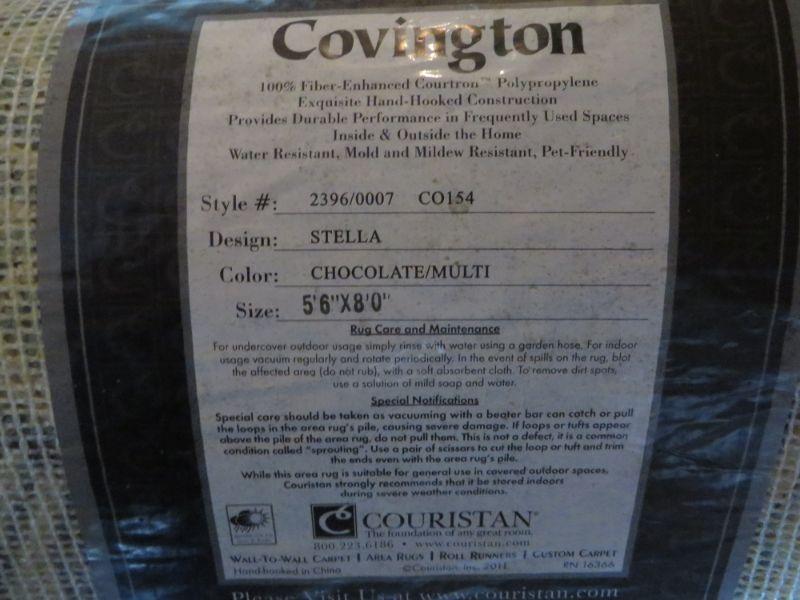 Covington
100% Fiber-Enhanced Courtron™ Polypropylene
Exquisite Hand-Hooked Construction
Provides Durable Performance in Frequently Used Spaces
Inside & Outside the Home
Water Resistant, Mold and Mildew Resistant, Pet-Friendly
Style #: 2396/0007 CO154
Design: STELLA
Color: CHOCOLATE/MULTI
Size: 5'6"X8'0"
Rug Care and Maintenance
For undercover outdoor usage simply rinse with water using a garden hose. For indoor
usage vacuum regularly and rotate periodically. In the event of spills on the rug, blot
the affected area (do not rub), with a soft absorbent cloth. To remove dirt spots,
use a solution of mild soap and water.
Special Notifications
Special care should be taken as vacuuming with a beater bar can catch or pull
the loops in the area rug's pile, causing severe damage. If loops or tufts appear
above the pile of the area rug, do not pull them. This is not a defect, it is a common
condition called "sprouting". Use a pair of scissors to cut the loop or tuft and trim
the ends even with the area rug's pile.
While this area rug is suitable for general use in covered outdoor spaces,
Couristan strongly recommends that it be stored indoors
during severe weather conditions.
C COURISTAN®
The foundation of any great room.
800.223.6186 • www.couristan.com
WALL-TO-WALL CARPET | AREA RUGS | ROLL RUNNERS | CUSTOM CARPET
Hand-hooked in China ©Couristan, Inc. 2011 RN 16366
Please Visit Us at www.couristan.com